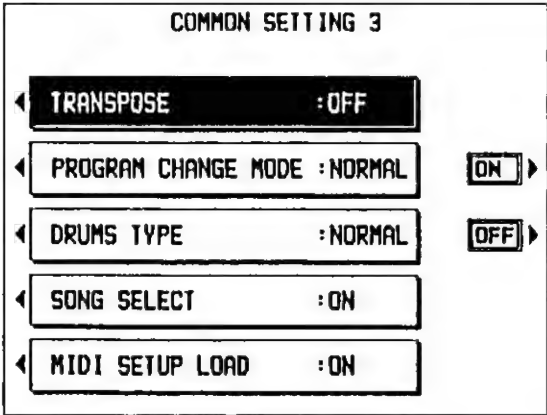 COMMON SETTING 3
TRANSPOSE :OFF
PROGRAM CHANGE MODE :NORMAL ON
DRUMS TYPE :NORMAL OFF
SONG SELECT :ON
MIDI SETUP LOAD :ON